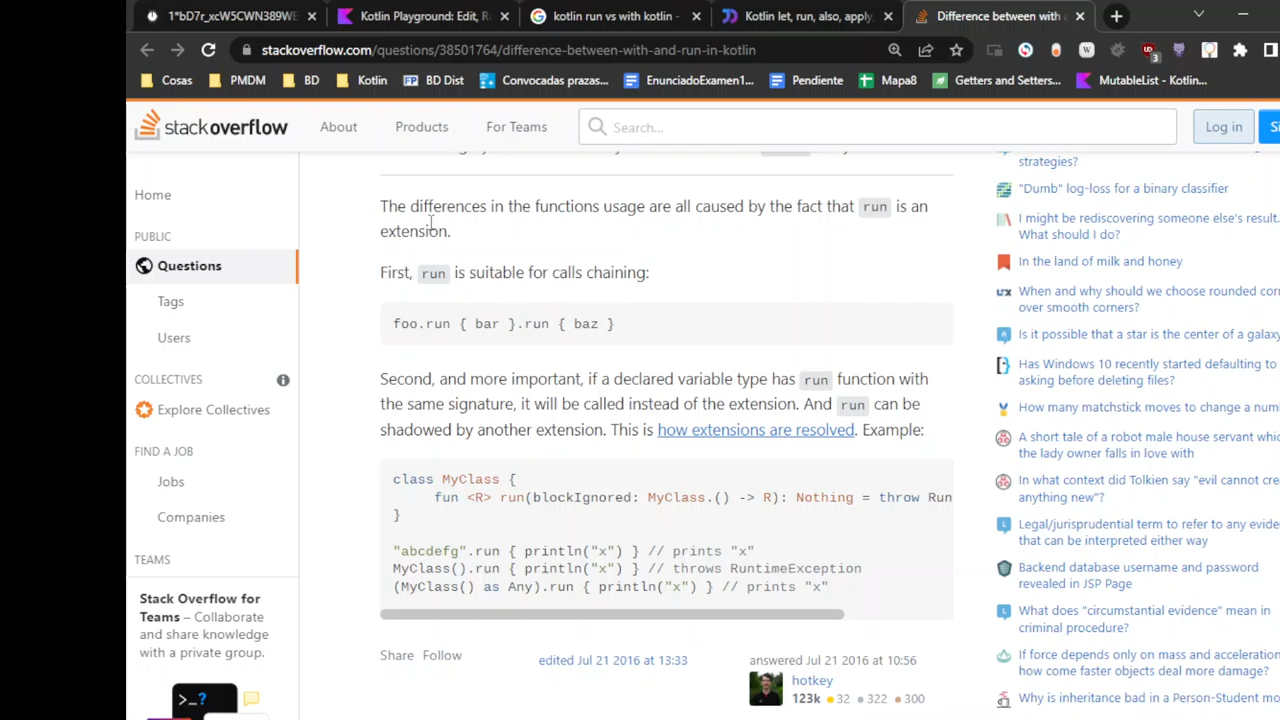 1*bD7r_xcW5CWN389WE
Kotlin Playground: Edit, R
kotlin run vs with kotlin -
Kotlin let, run, also, apply,
Difference between with
stackoverflow.com/questions/38501764/difference-between-with-and-run-in-kotlin
Cosas
PMDM
BD
Kotlin
FP BD Dist
Convocadas prazas...
EnunciadoExamen1...
Pendiente
Mapa8
Getters and Setters...
MutableList - Kotlin...
stackoverflow
About
Products
For Teams
Search...
Log in
Home
PUBLIC
Questions
Tags
Users
COLLECTIVES
Explore Collectives
FIND A JOB
Jobs
Companies
TEAMS
Stack Overflow for
Teams – Collaborate
and share knowledge
with a private group.
The differences in the functions usage are all caused by the fact that run is an
extension.
First, run is suitable for calls chaining:
foo.run { bar }.run { baz }
Second, and more important, if a declared variable type has run function with
the same signature, it will be called instead of the extension. And run can be
shadowed by another extension. This is how extensions are resolved. Example:
class MyClass {
fun <R> run(blockIgnored: MyClass.() -> R): Nothing = throw Run
}
"abcdefg".run { println("x") } // prints "x"
MyClass().run { println("x") } // throws RuntimeException
(MyClass() as Any).run { println("x") } // prints "x"
Share Follow
edited Jul 21 2016 at 13:33
answered Jul 21 2016 at 10:56
hotkey
123k 32 322 300
strategies?
"Dumb" log-loss for a binary classifier
I might be rediscovering someone else's result.
What should I do?
In the land of milk and honey
When and why should we choose rounded cor
over smooth corners?
Is it possible that a star is the center of a galaxy
Has Windows 10 recently started defaulting to
asking before deleting files?
How many matchstick moves to change a num
A short tale of a robot male house servant whic
the lady owner falls in love with
In what context did Tolkien say "evil cannot cre
anything new"?
Legal/jurisprudential term to refer to any evide
that can be interpreted either way
Backend database username and password
revealed in JSP Page
What does "circumstantial evidence" mean in
criminal procedure?
If force depends only on mass and acceleration
how come faster objects deal more damage?
Why is inheritance bad in a Person-Student mo